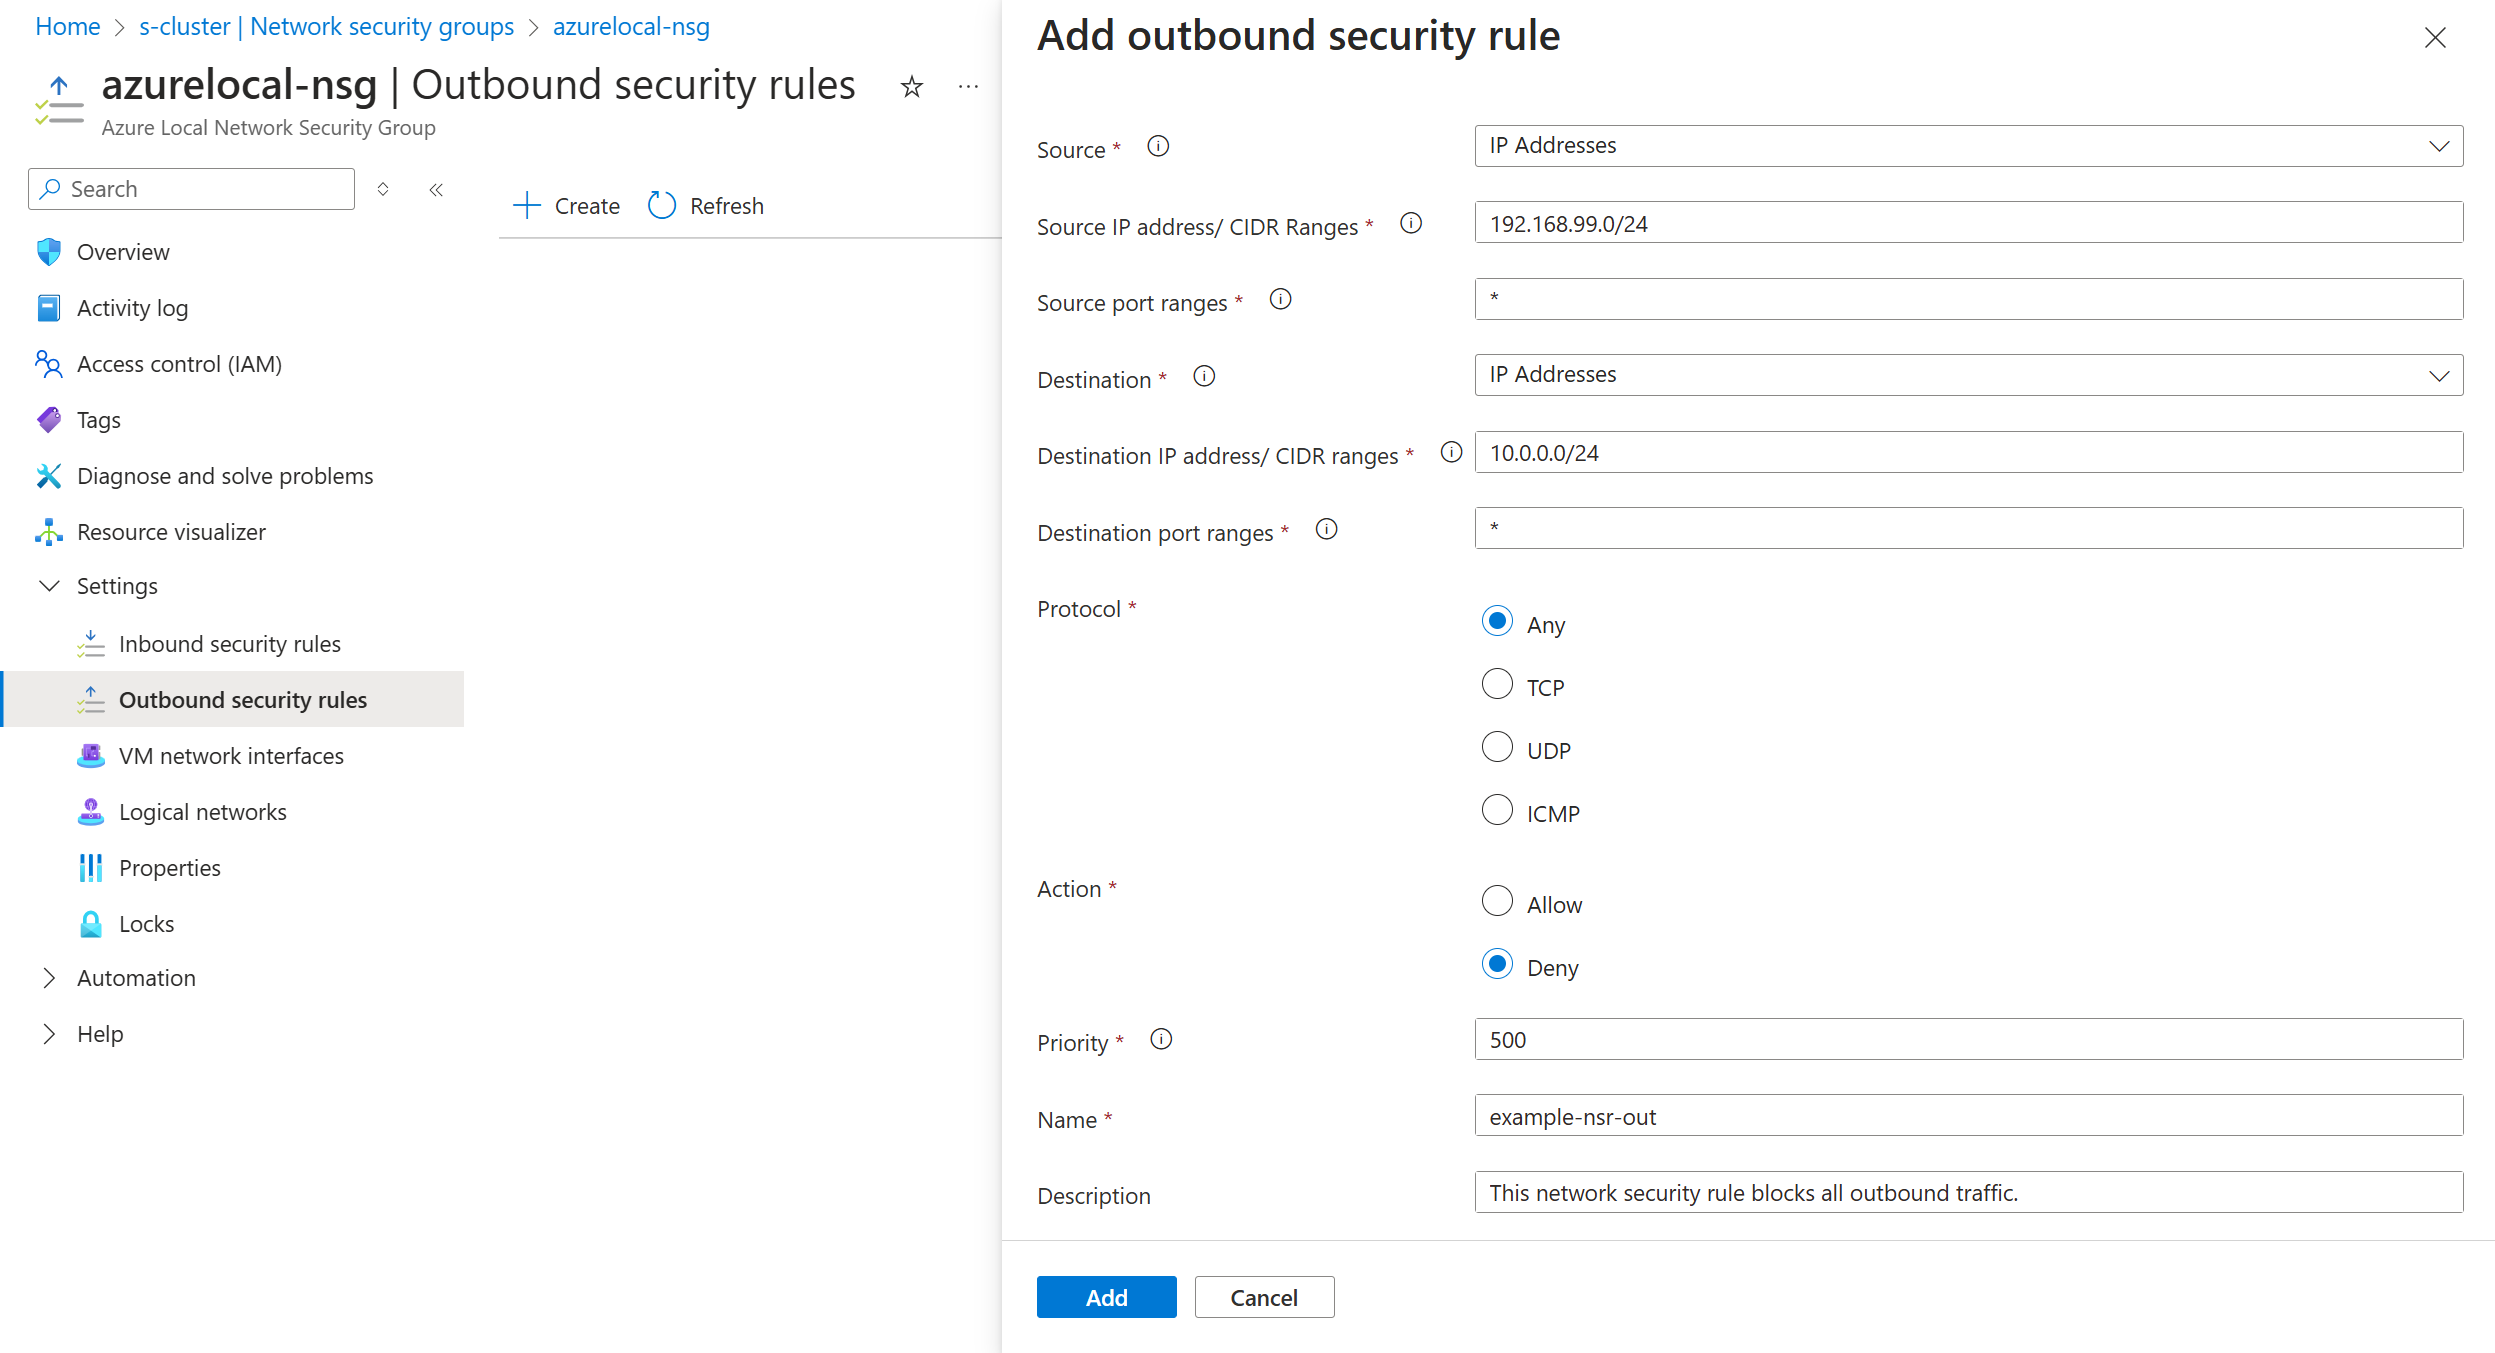 Home > s-cluster | Network security groups > azurelocal-nsg
azurelocal-nsg | Outbound security rules
Azure Local Network Security Group
Search
Overview
Activity log
Access control (IAM)
Tags
Diagnose and solve problems
Resource visualizer
Settings
Inbound security rules
Outbound security rules
VM network interfaces
Logical networks
Properties
Locks
Automation
Help
Create Refresh
Add outbound security rule
Source *
IP Addresses
Source IP address/ CIDR Ranges *
192.168.99.0/24
Source port ranges *
*
Destination *
IP Addresses
Destination IP address/ CIDR ranges *
10.0.0.0/24
Destination port ranges *
*
Protocol *
Any
TCP
UDP
ICMP
Action *
Allow
Deny
Priority *
500
Name *
example-nsr-out
Description
This network security rule blocks all outbound traffic.
Add Cancel